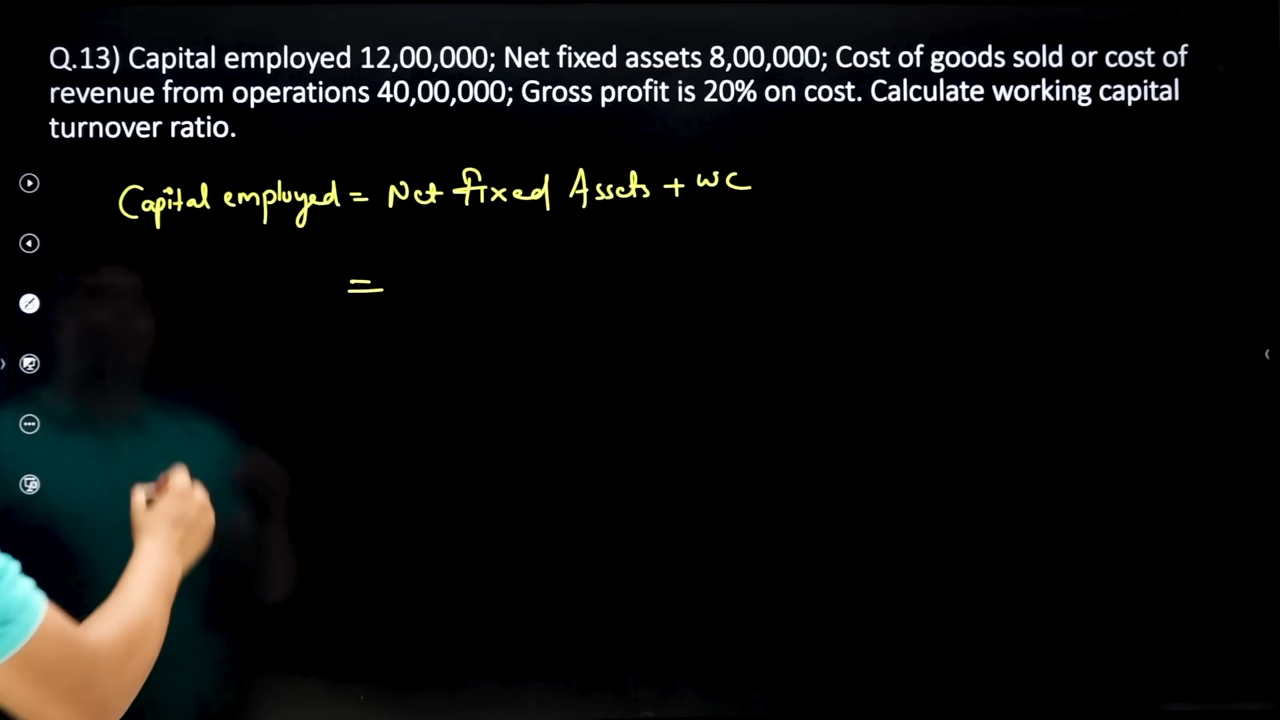 Q.13) Capital employed 12,00,000; Net fixed assets 8,00,000; Cost of goods sold or cost of
revenue from operations 40,00,000; Gross profit is 20% on cost. Calculate working capital
turnover ratio.
Capital employed = Net Fixed Assets + WC
=